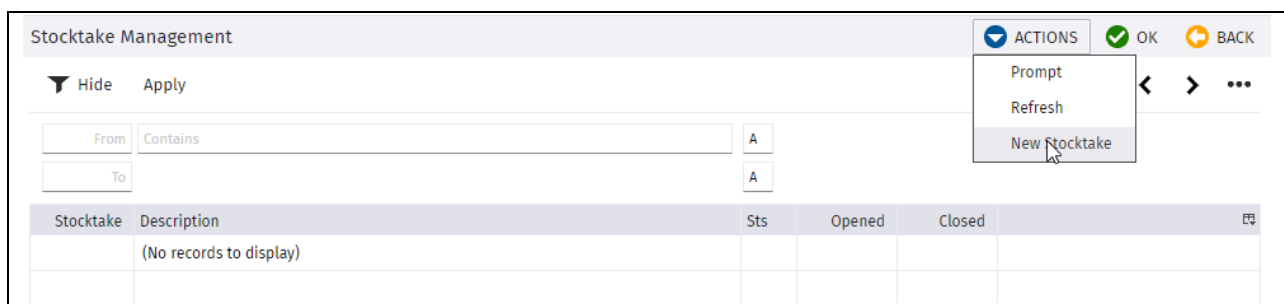 Stocktake Management ACTIONS OK BACK
Hide Apply Prompt
Refresh
From Contains A New Stocktake
To A
Stocktake Description Sts Opened Closed
(No records to display)